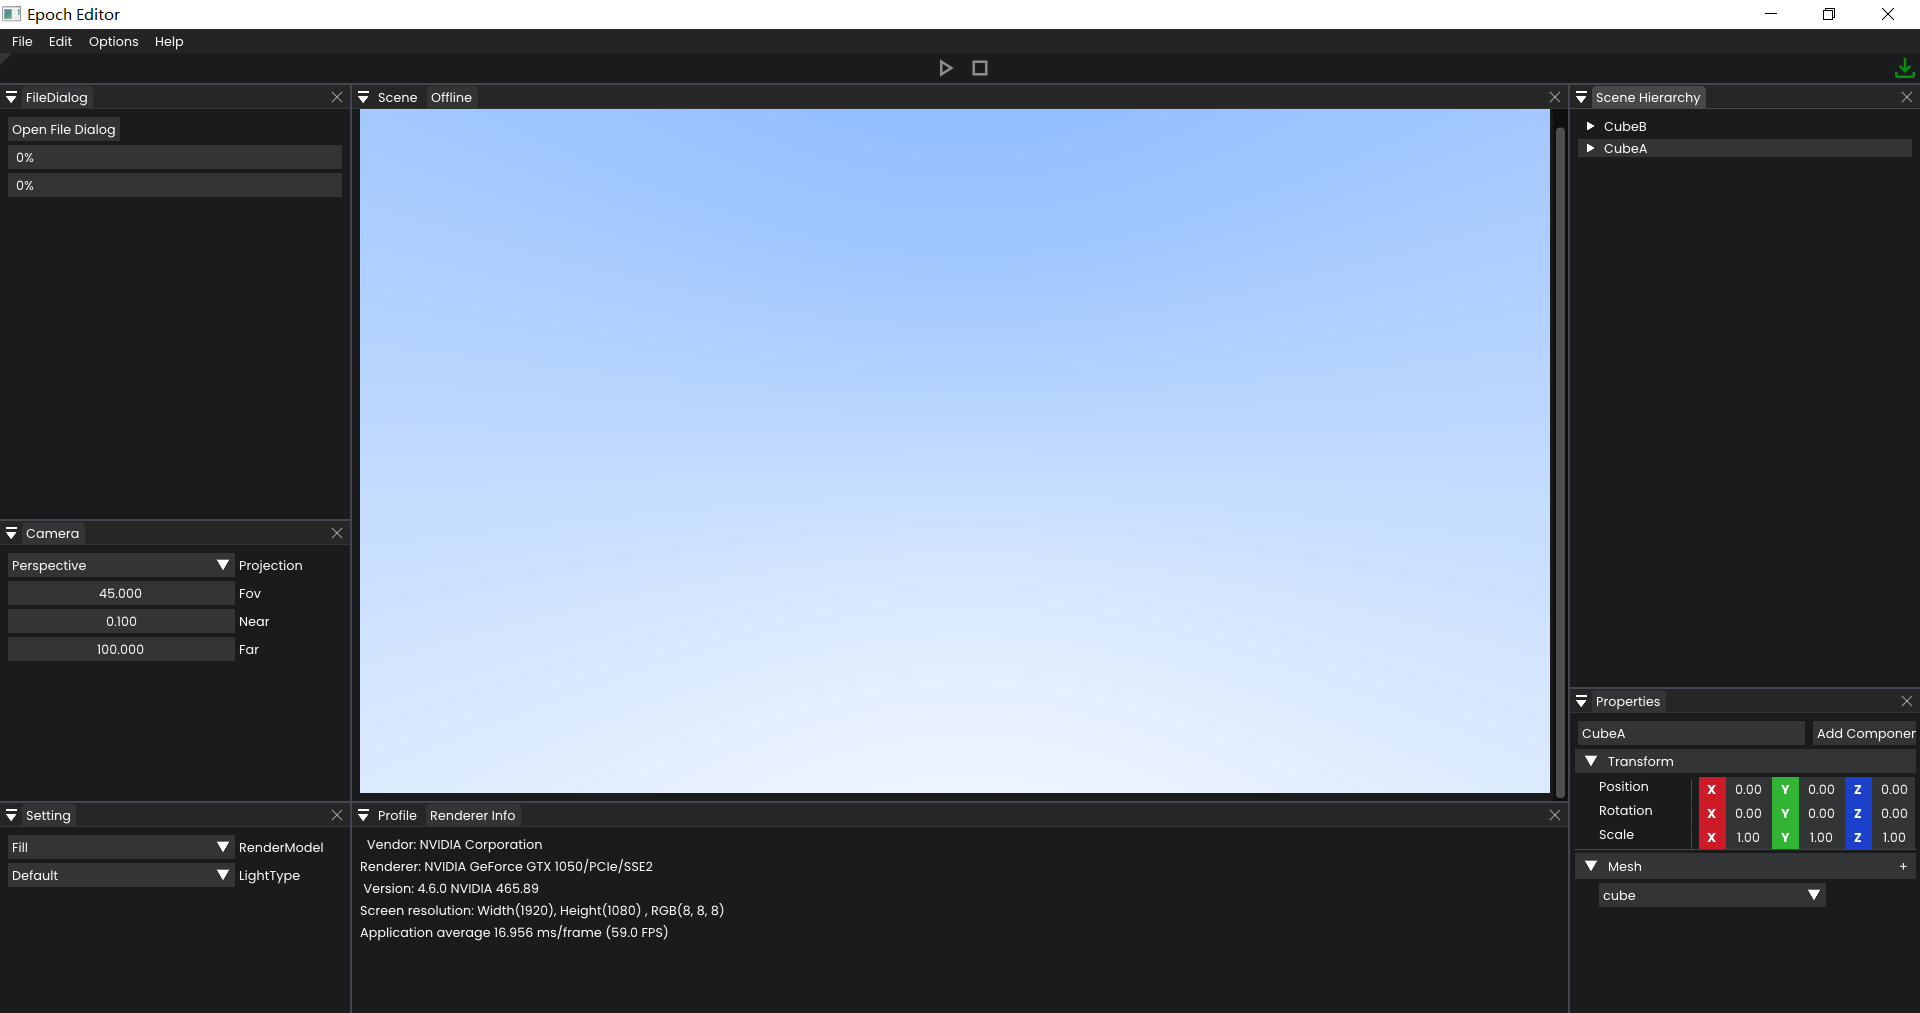 Epoch Editor
File Edit Options Help
FileDialog
Open File Dialog
0%
0%
Camera
Perspective Projection
45.000 Fov
0.100 Near
100.000 Far
Setting
Fill RenderModel
Default LightType
Scene Offline
Profile Renderer Info
Vendor: NVIDIA Corporation
Renderer: NVIDIA GeForce GTX 1050/PCIe/SSE2
Version: 4.6.0 NVIDIA 465.89
Screen resolution: Width(1920), Height(1080) , RGB(8, 8, 8)
Application average 16.956 ms/frame (59.0 FPS)
Scene Hierarchy
CubeB
CubeA
Properties
CubeA Add Componer
Transform
Position X 0.00 Y 0.00 Z 0.00
Rotation X 0.00 Y 0.00 Z 0.00
Scale X 1.00 Y 1.00 Z 1.00
Mesh +
cube